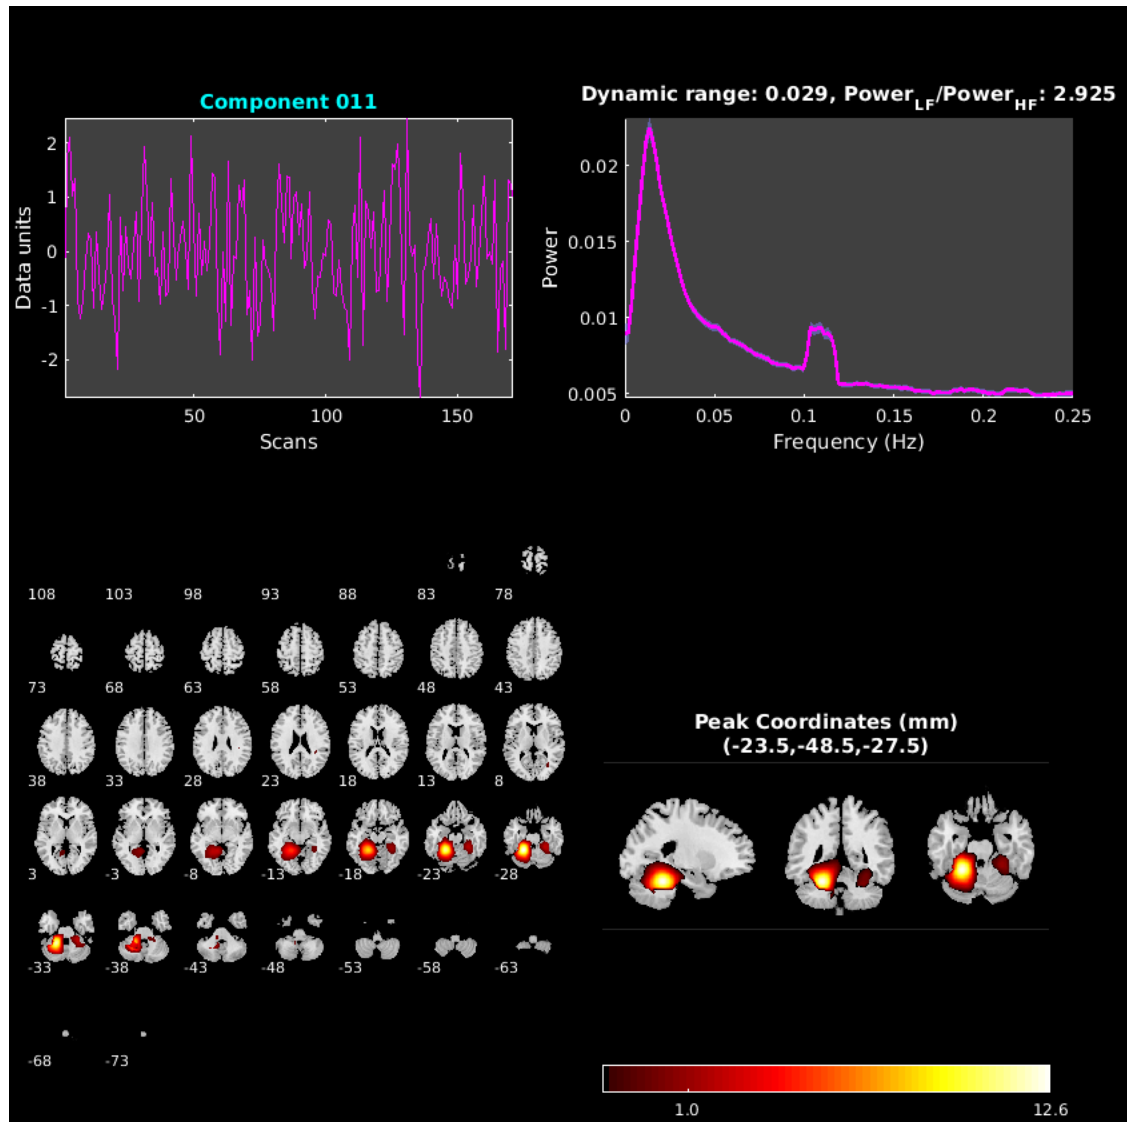 Component 011
Dynamic range: 0.029, Power_LF/Power_HF: 2.925
2
1
0
-1
-2
Data units
50 100 150
Scans
0.02
0.015
0.01
0.005
Power
0 0.05 0.1 0.15 0.2 0.25
Frequency (Hz)
108 103 98 93 88 83 78
73 68 63 58 53 48 43
38 33 28 23 18 13 8
3 -3 -8 -13 -18 -23 -28
-33 -38 -43 -48 -53 -58 -63
-68 -73
Peak Coordinates (mm)
(-23.5,-48.5,-27.5)
1.0 12.6